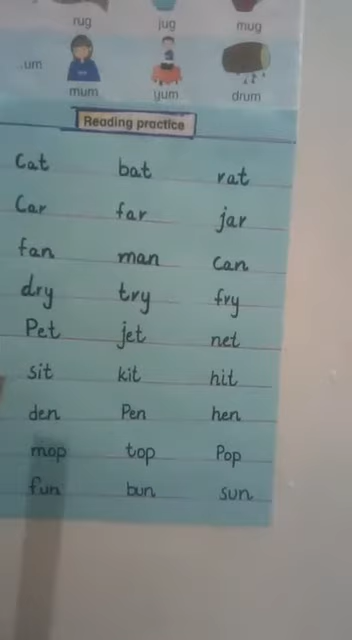 rug jug mug
..um
mum yum drum
Reading practice
Cat bat rat
Car far jar
fan man Can
dry try fry
Pet jet net
sit kit hit
den Pen hen
mop top Pop
fun bun sun